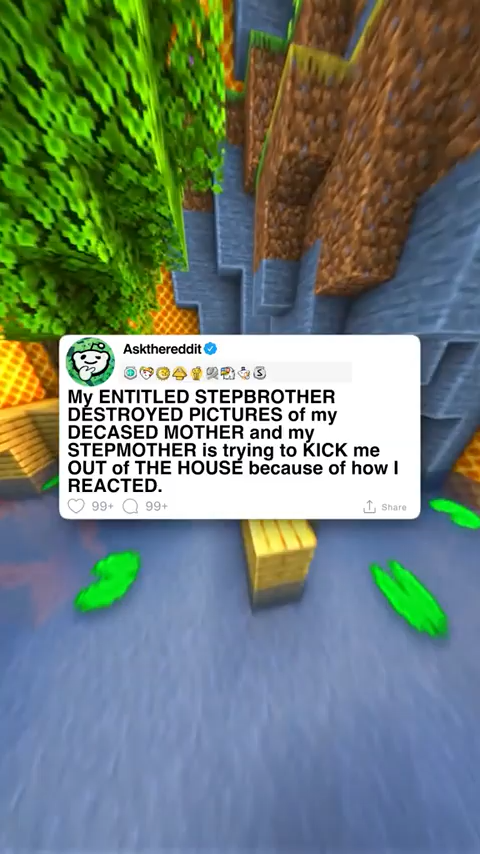 Askthereddit
My ENTITLED STEPBROTHER
DESTROYED PICTURES of my
DECASED MOTHER and my
STEPMOTHER is trying to KICK me
OUT of THE HOUSE because of how I
REACTED.
99+ 99+ Share